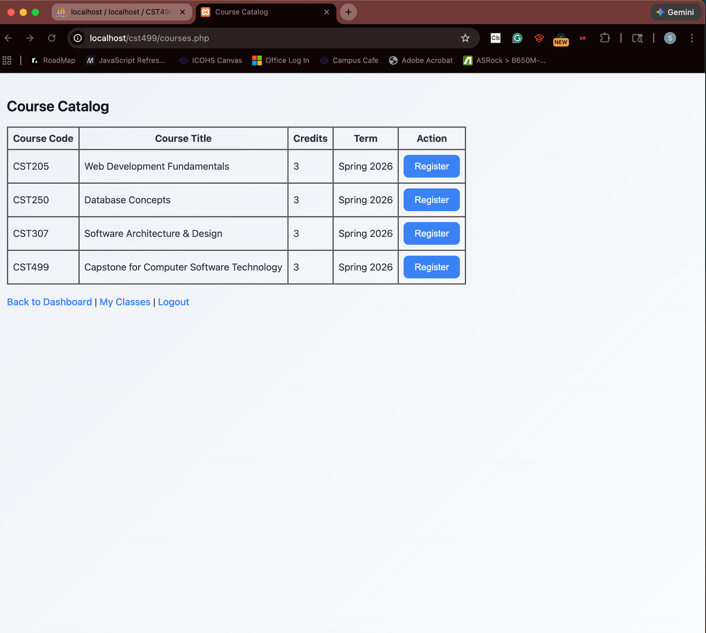 localhost / localhost / CST49
Course Catalog
Gemini
localhost/cst499/courses.php
Cb
NEW
S
RoadMap
JavaScript Refres...
ICOHS Canvas
Office Log In
Campus Cafe
Adobe Acrobat
ASRock > B650M-...
Course Catalog
Course Code Course Title Credits Term Action
CST205 Web Development Fundamentals 3 Spring 2026 Register
CST250 Database Concepts 3 Spring 2026 Register
CST307 Software Architecture & Design 3 Spring 2026 Register
CST499 Capstone for Computer Software Technology 3 Spring 2026 Register
Back to Dashboard | My Classes | Logout